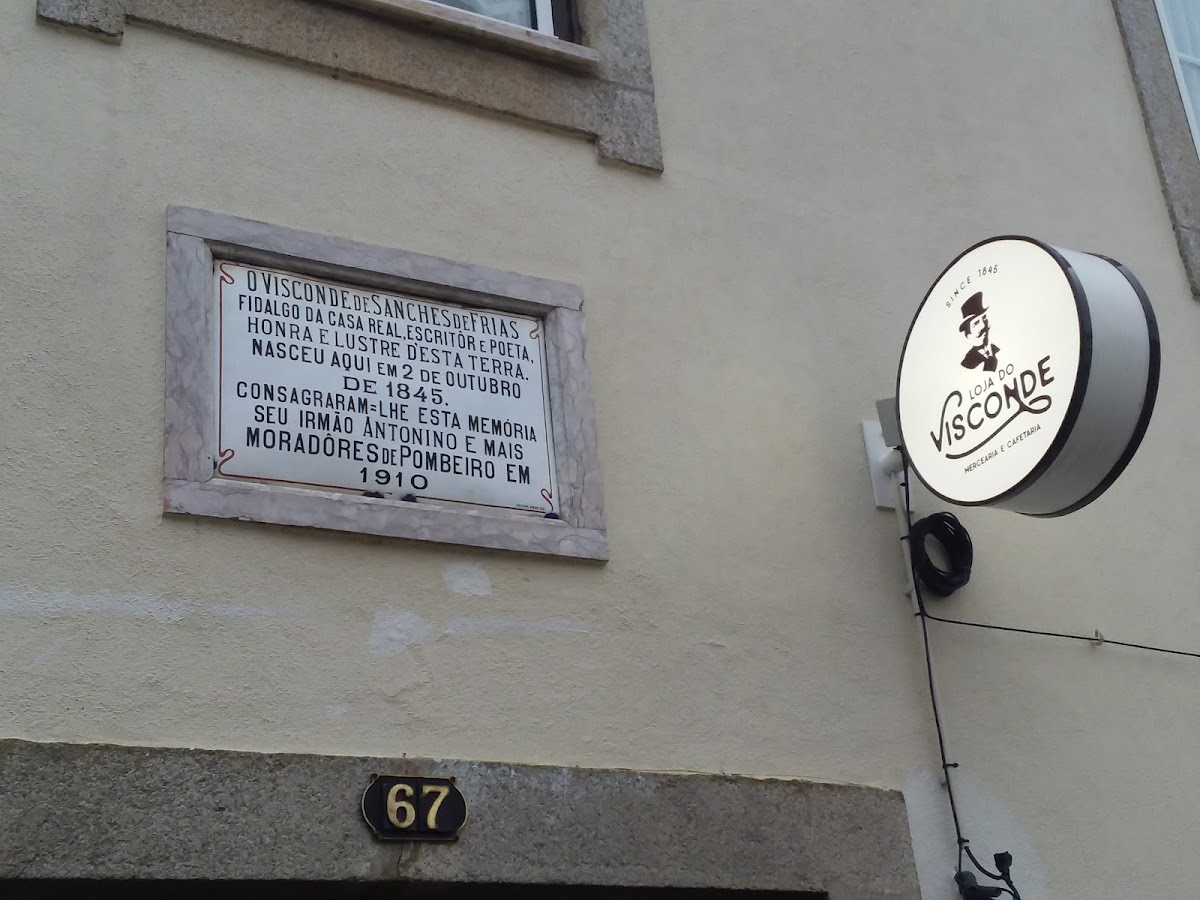 O VISCONDE DE SANCHES DE FRIAS
FIDALGO DA CASA REAL, ESCRITÔR E POETA,
HONRA E LUSTRE D'ESTA TERRA.
NASCEU AQUI EM 2 DE OUTUBRO
DE 1845.
CONSAGRARAM=LHE ESTA MEMÓRIA
SEU IRMÃO ANTONINO E MAIS
MORADÔRES DE POMBEIRO EM
1910
SINCE 1845
LOJA DO
VISCONDE
MERCEARIA E CAFETARIA
67